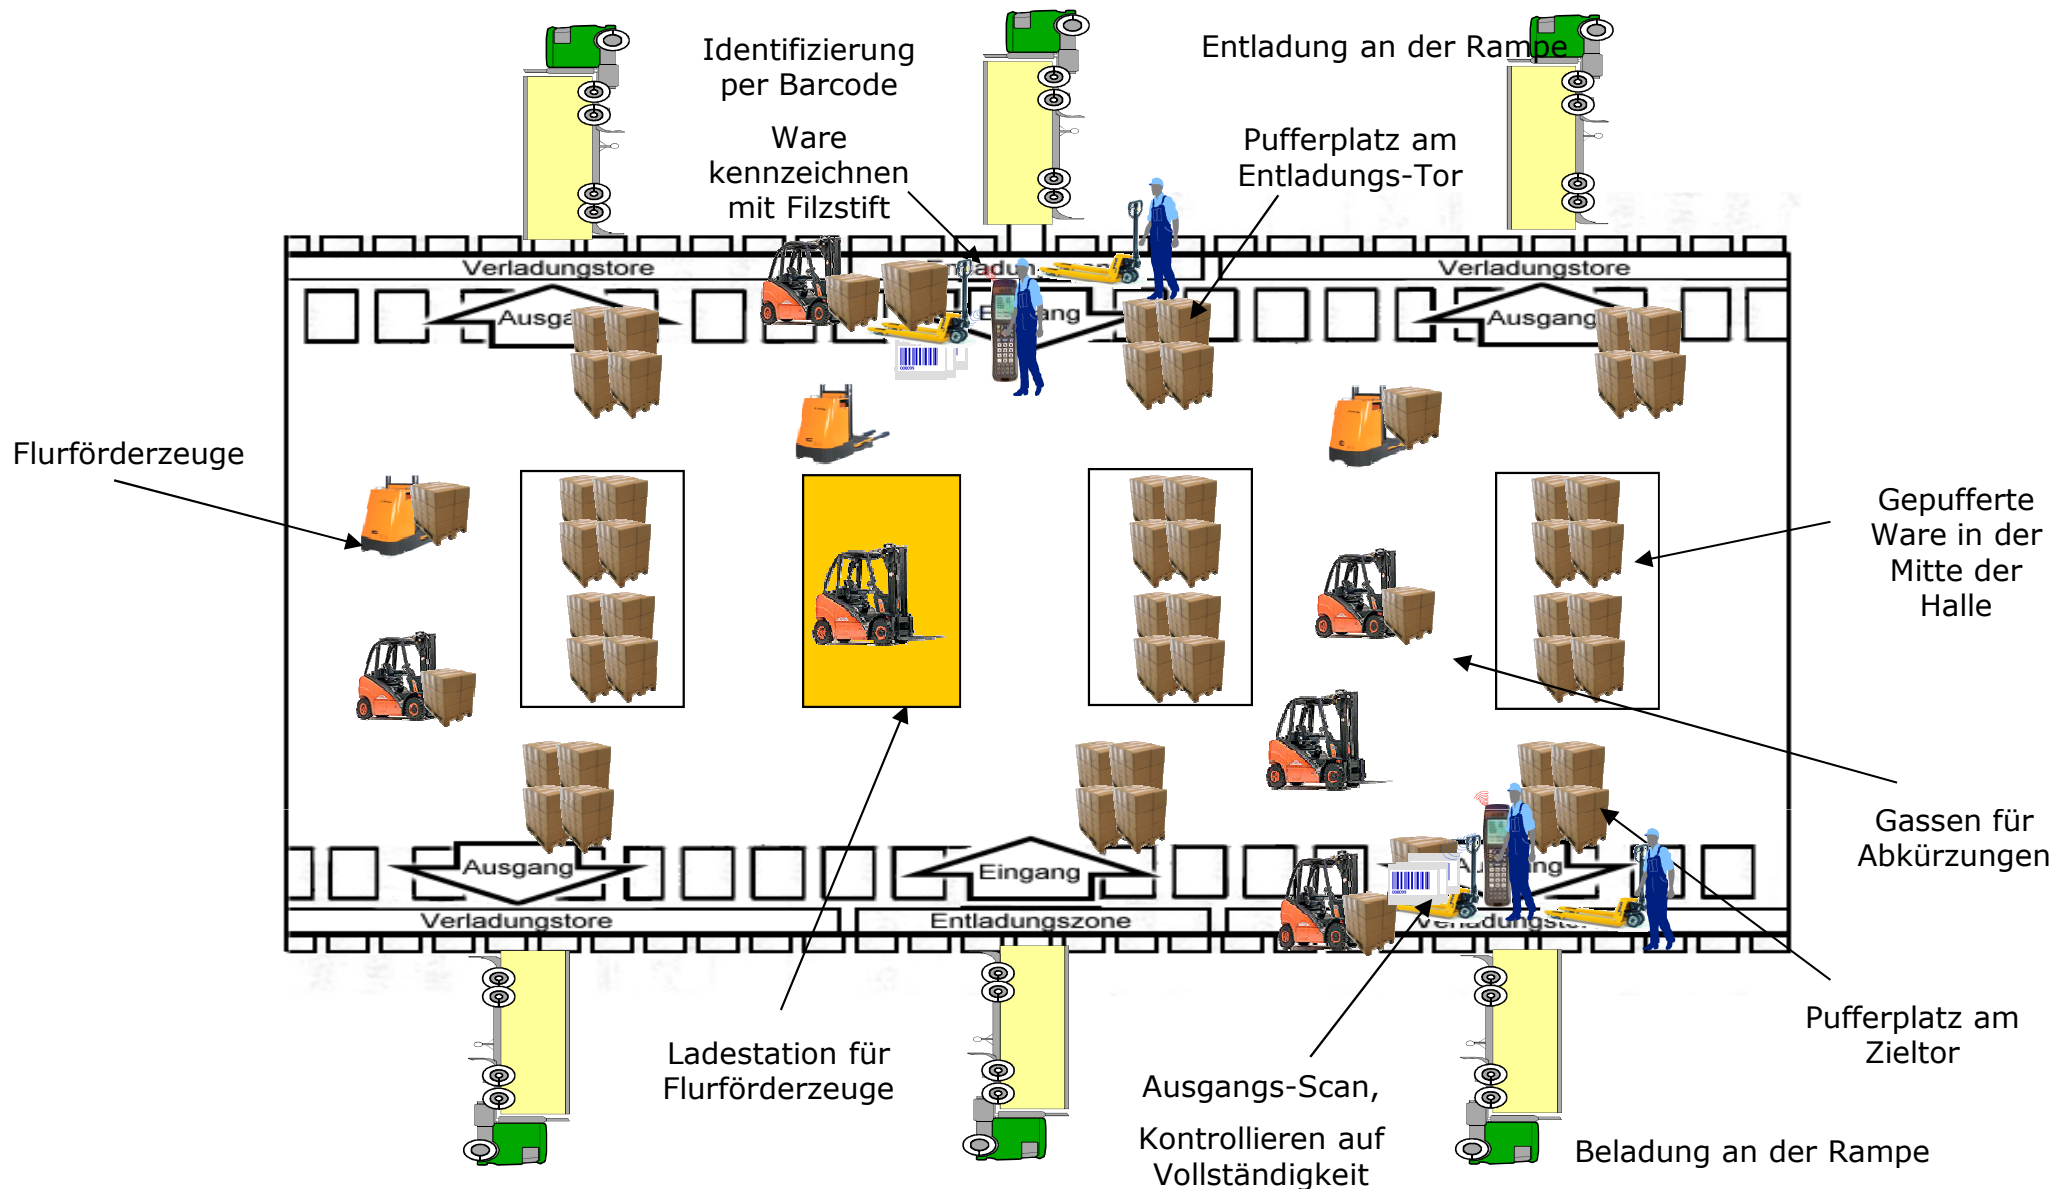 Identifizierung
per Barcode
Entladung an der Rampe
Ware
kennzeichnen
mit Filzstift
Pufferplatz am
Entladungs-Tor
Verladungstore
Verladungstore
Ausgang
Eingang
Ausgang
Flurförderzeuge
Gepufferte
Ware in der
Mitte der
Halle
Gassen für
Abkürzungen
Ausgang
Eingang
Verladungstore
Entladungszone
Pufferplatz am
Zieltor
Ladestation für
Flurförderzeuge
Ausgangs-Scan,
Kontrollieren auf
Vollständigkeit
Beladung an der Rampe